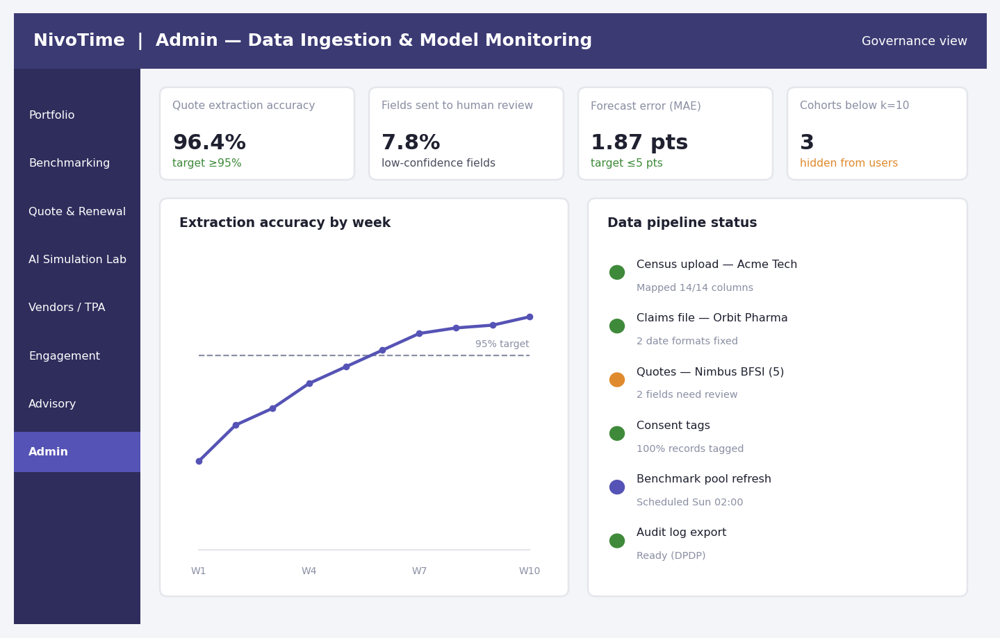 NivoTime | Admin — Data Ingestion & Model Monitoring
Governance view
Portfolio
Benchmarking
Quote & Renewal
AI Simulation Lab
Vendors / TPA
Engagement
Advisory
Admin
Quote extraction accuracy
96.4%
target ≥95%
Fields sent to human review
7.8%
low-confidence fields
Forecast error (MAE)
1.87 pts
target ≤5 pts
Cohorts below k=10
3
hidden from users
Extraction accuracy by week
95% target
W1
W4
W7
W10
Data pipeline status
Census upload — Acme Tech
Mapped 14/14 columns
Claims file — Orbit Pharma
2 date formats fixed
Quotes — Nimbus BFSI (5)
2 fields need review
Consent tags
100% records tagged
Benchmark pool refresh
Scheduled Sun 02:00
Audit log export
Ready (DPDP)